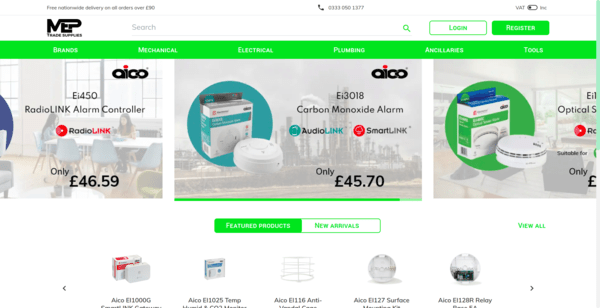 Free nationwide delivery on all orders over £90
0333 050 1377
VAT Inc
MEP
TRADE SUPPLIES
Search
LOGIN
REGISTER
BRANDS
MECHANICAL
ELECTRICAL
PLUMBING
ANCILLARIES
TOOLS
aico
Ei450
RadioLINK Alarm Controller
RadioLINK
Only
£46.59
aico
Ei3018
Carbon Monoxide Alarm
AudioLINK SmartLINK
Only
£45.70
Optical S
Suitable for
Only
FEATURED PRODUCTS
NEW ARRIVALS
VIEW ALL
Aico EI1000G
SmartLINK Gateway
Aico EI1025 Temp
Humid & CO2 Monitor
Aico EI116 Anti-
Vandal Cage
Aico EI127 Surface
Mounting Kit
Aico EI128R Relay
Base 5A